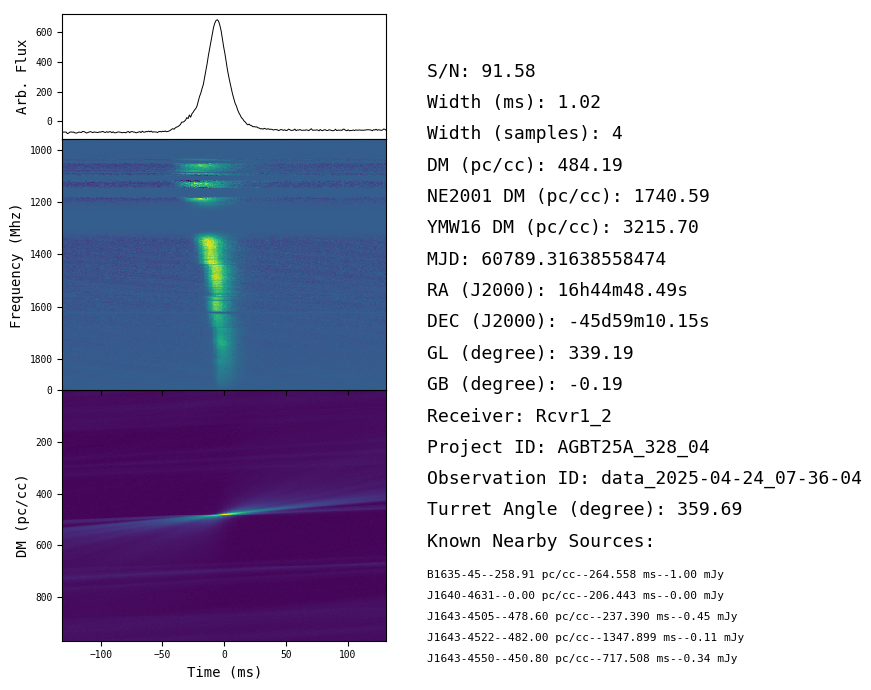 600
400
200
0
Arb. Flux
1000
1200
1400
1600
1800
Frequency (Mhz)
0
200
400
600
800
DM (pc/cc)
−100
−50
0
50
100
Time (ms)
S/N: 91.58
Width (ms): 1.02
Width (samples): 4
DM (pc/cc): 484.19
NE2001 DM (pc/cc): 1740.59
YMW16 DM (pc/cc): 3215.70
MJD: 60789.31638558474
RA (J2000): 16h44m48.49s
DEC (J2000): -45d59m10.15s
GL (degree): 339.19
GB (degree): -0.19
Receiver: Rcvr1_2
Project ID: AGBT25A_328_04
Observation ID: data_2025-04-24_07-36-04
Turret Angle (degree): 359.69
Known Nearby Sources:
B1635-45--258.91 pc/cc--264.558 ms--1.00 mJy
J1640-4631--0.00 pc/cc--206.443 ms--0.00 mJy
J1643-4505--478.60 pc/cc--237.390 ms--0.45 mJy
J1643-4522--482.00 pc/cc--1347.899 ms--0.11 mJy
J1643-4550--450.80 pc/cc--717.508 ms--0.34 mJy